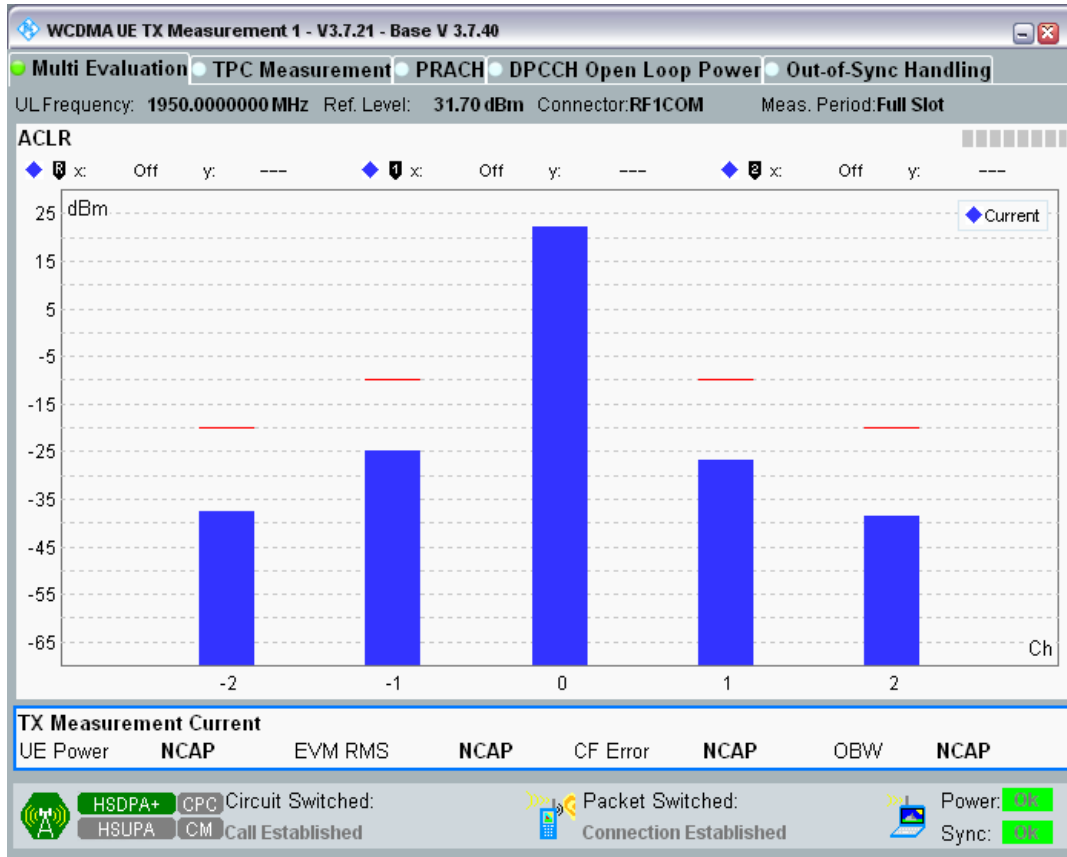 WCDMA UE TX Measurement 1 - V3.7.21 - Base V 3.7.40
Multi Evaluation TPC Measurement PRACH DPCCH Open Loop Power Out-of-Sync Handling
UL Frequency: 1950.0000000 MHz Ref. Level: 31.70 dBm Connector:RF1COM Meas. Period:Full Slot
ACLR
R x: Off y: --- 1 x: Off y: --- 2 x: Off y: ---
dBm
Current
25
15
5
-5
-15
-25
-35
-45
-55
-65
Ch
-2 -1 0 1 2
TX Measurement Current
UE Power NCAP EVM RMS NCAP CF Error NCAP OBW NCAP
HSDPA+ CPC Circuit Switched: Packet Switched: Power: Ok
HSUPA CM Call Established Connection Established Sync: Ok